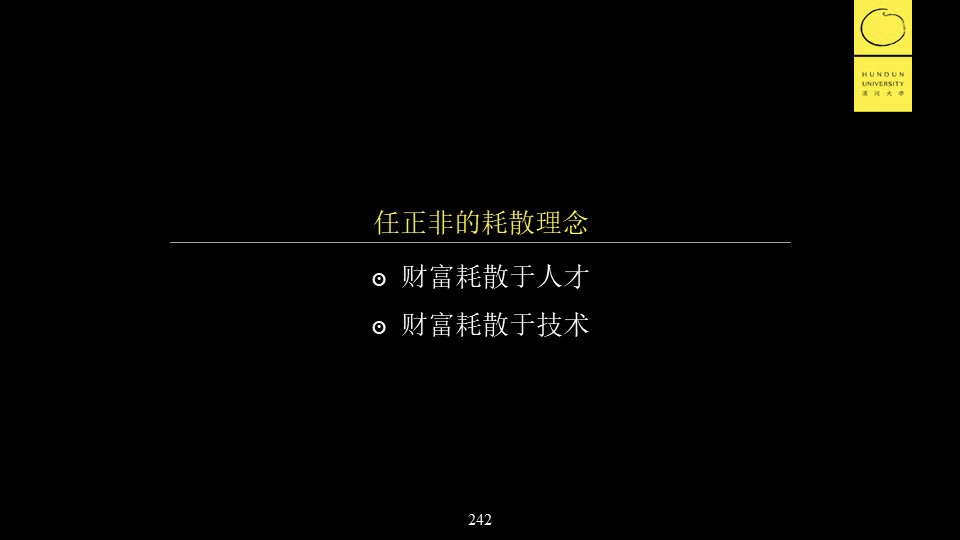 HUNDUN
UNIVERSITY
混沌大学
任正非的耗散理念
⊙ 财富耗散于人才
⊙ 财富耗散于技术
242